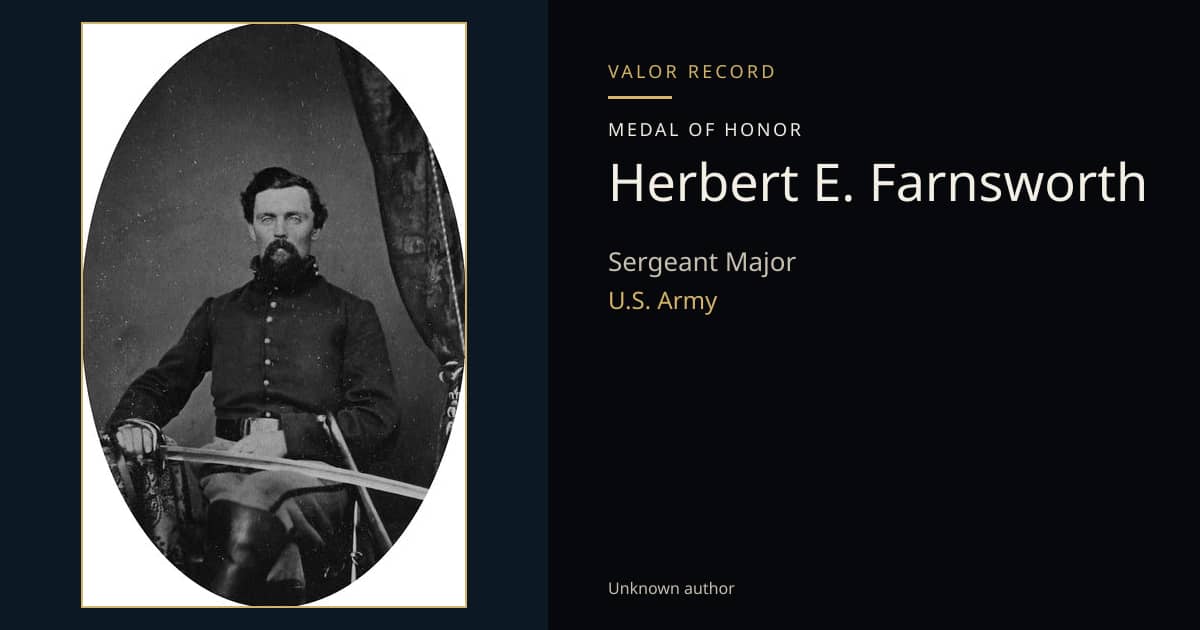 VALOR RECORD
MEDAL OF HONOR
Herbert E. Farnsworth
Sergeant Major
U.S. Army
Unknown author